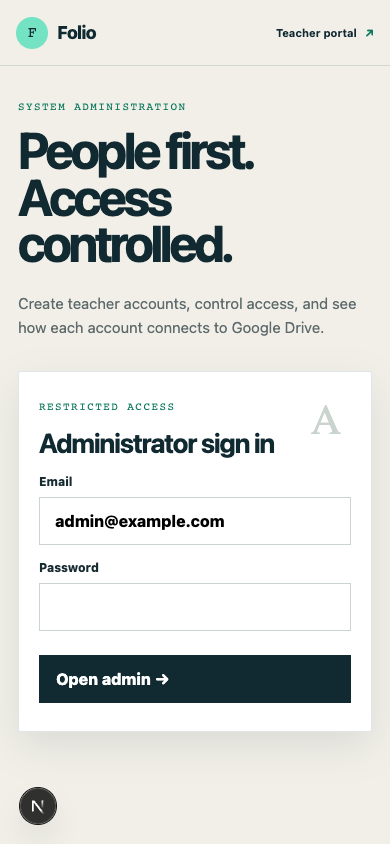 F Folio
Teacher portal ↗
SYSTEM ADMINISTRATION
People first.
Access
controlled.
Create teacher accounts, control access, and see
how each account connects to Google Drive.
RESTRICTED ACCESS
A
Administrator sign in
Email
admin@example.com
Password
Open admin →
N